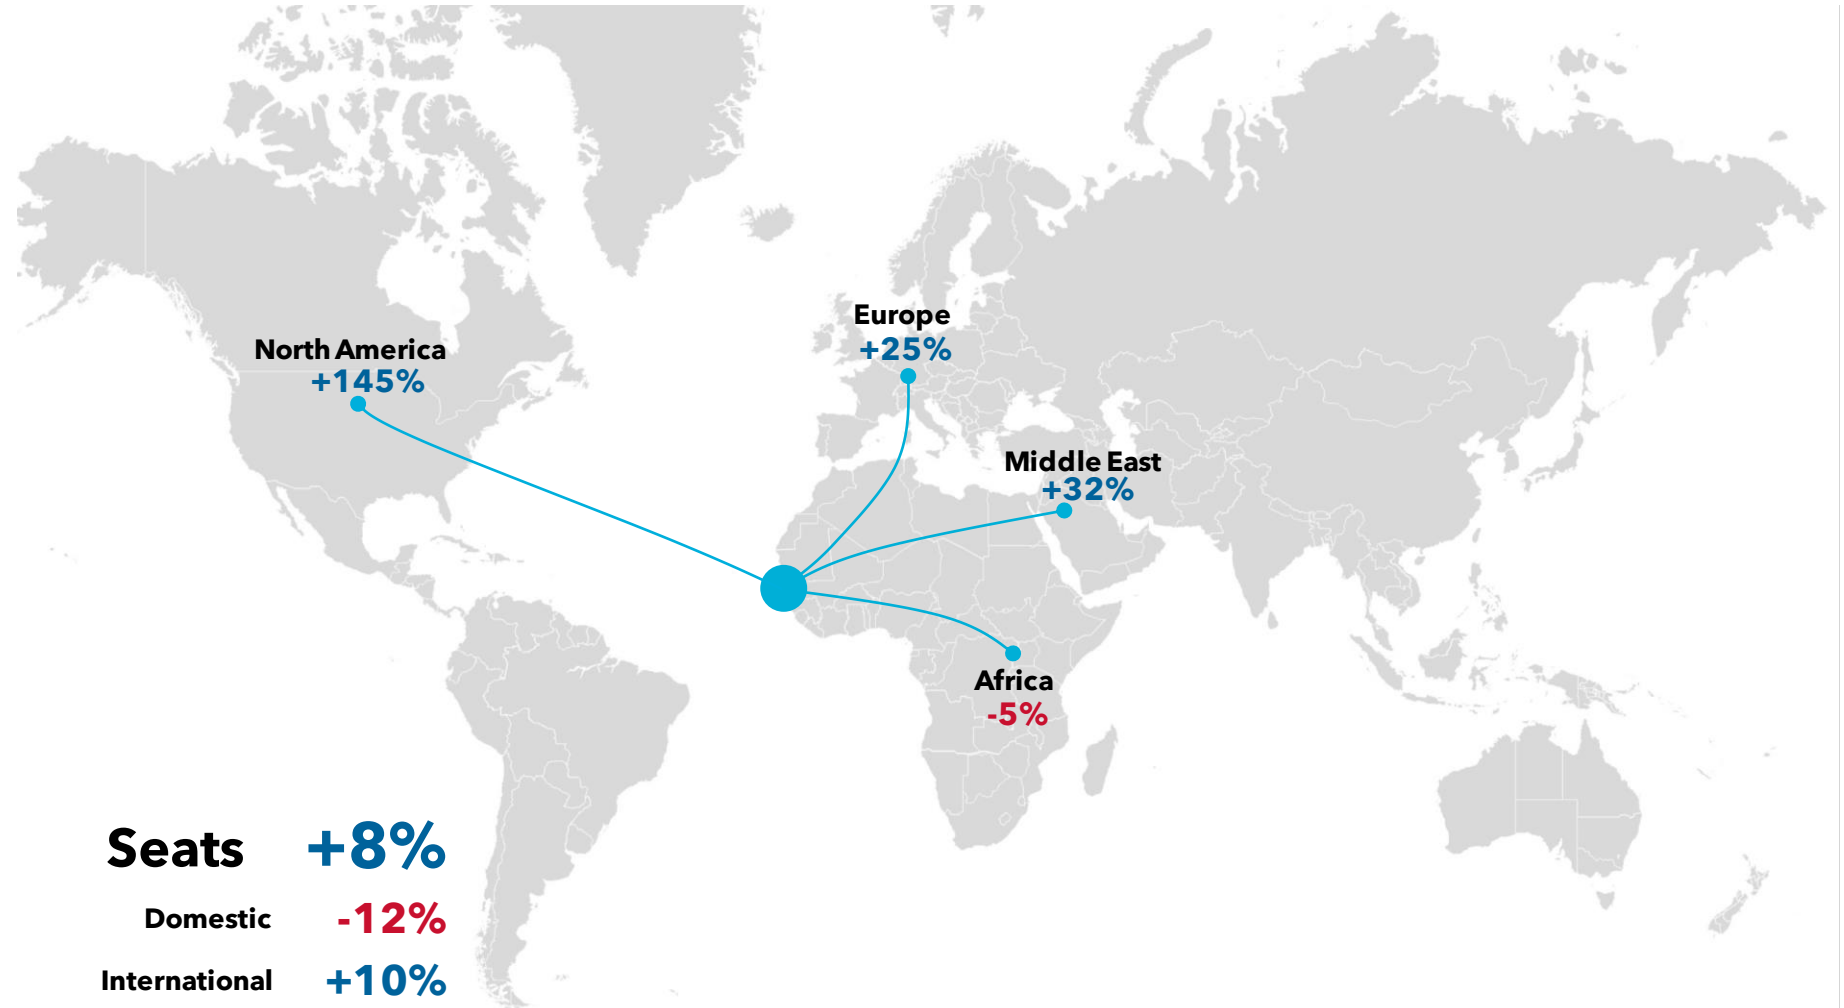 Europe
+25%
North America
+145%
Middle East
+32%
Africa
-5%
Seats +8%
Domestic -12%
International +10%